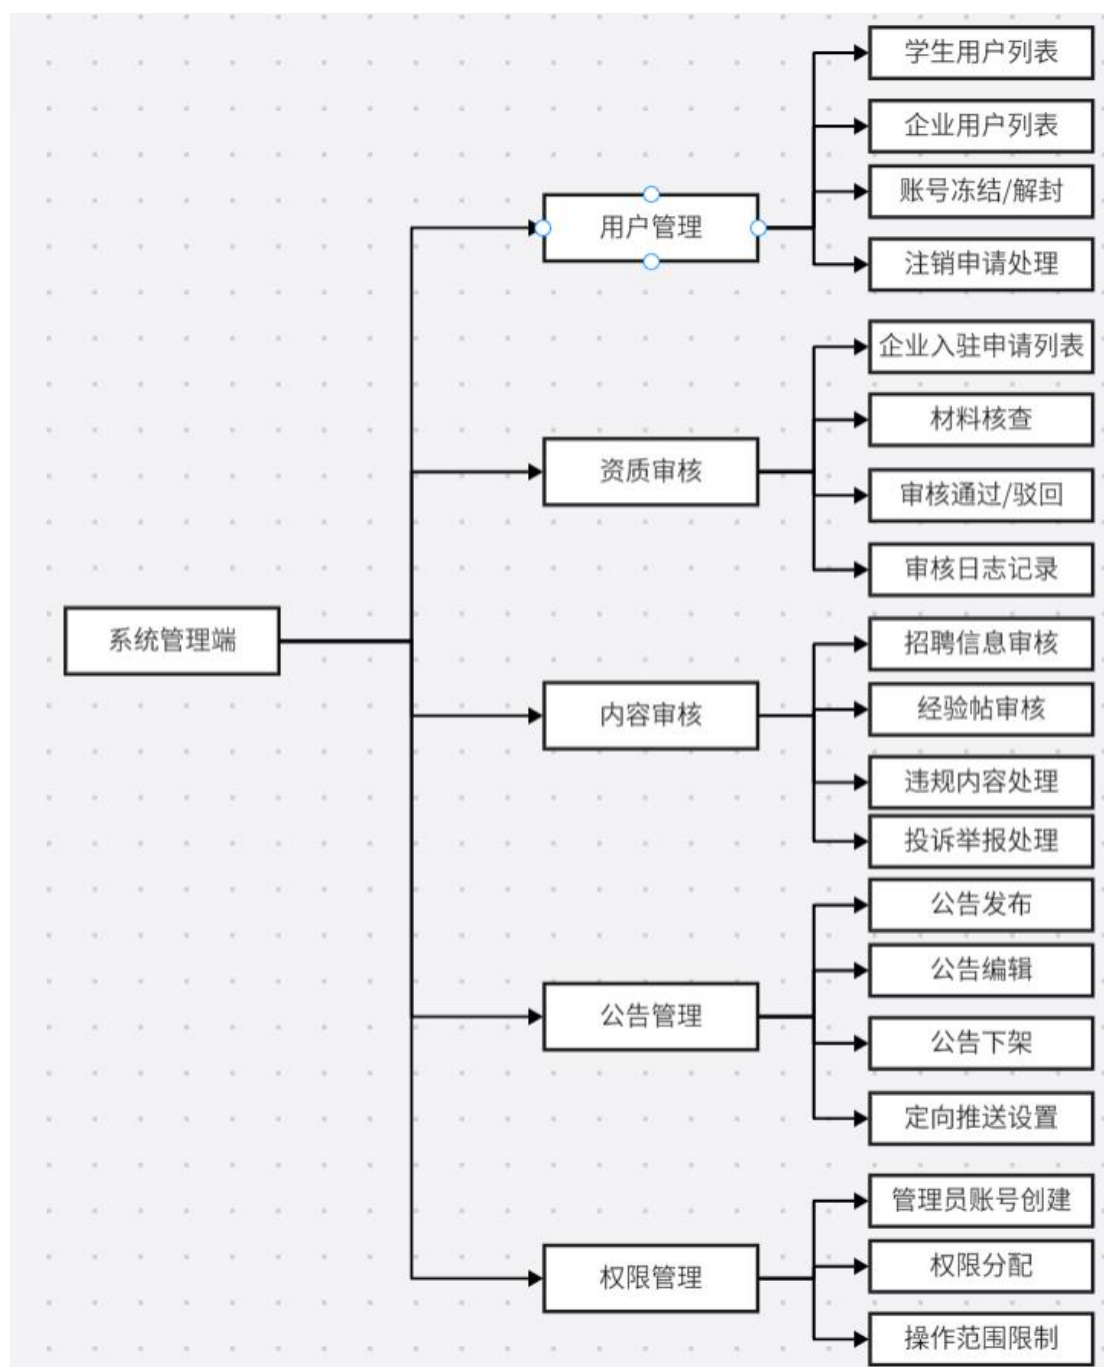 系统管理端
用户管理
学生用户列表
企业用户列表
账号冻结/解封
注销申请处理
资质审核
企业入驻申请列表
材料核查
审核通过/驳回
审核日志记录
内容审核
招聘信息审核
经验帖审核
违规内容处理
投诉举报处理
公告管理
公告发布
公告编辑
公告下架
定向推送设置
权限管理
管理员账号创建
权限分配
操作范围限制